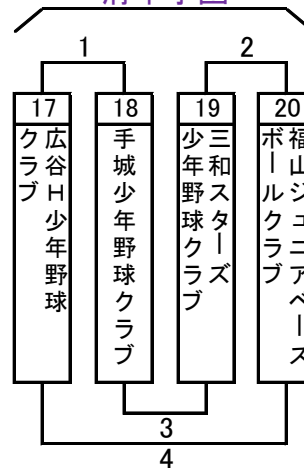 1
2
17
18
19
20
広谷H少年野球
クラブ
手城少年野球クラブ
三和スターズ
少年野球クラブ
福山ジュニアベース
ボールクラブ
3
4